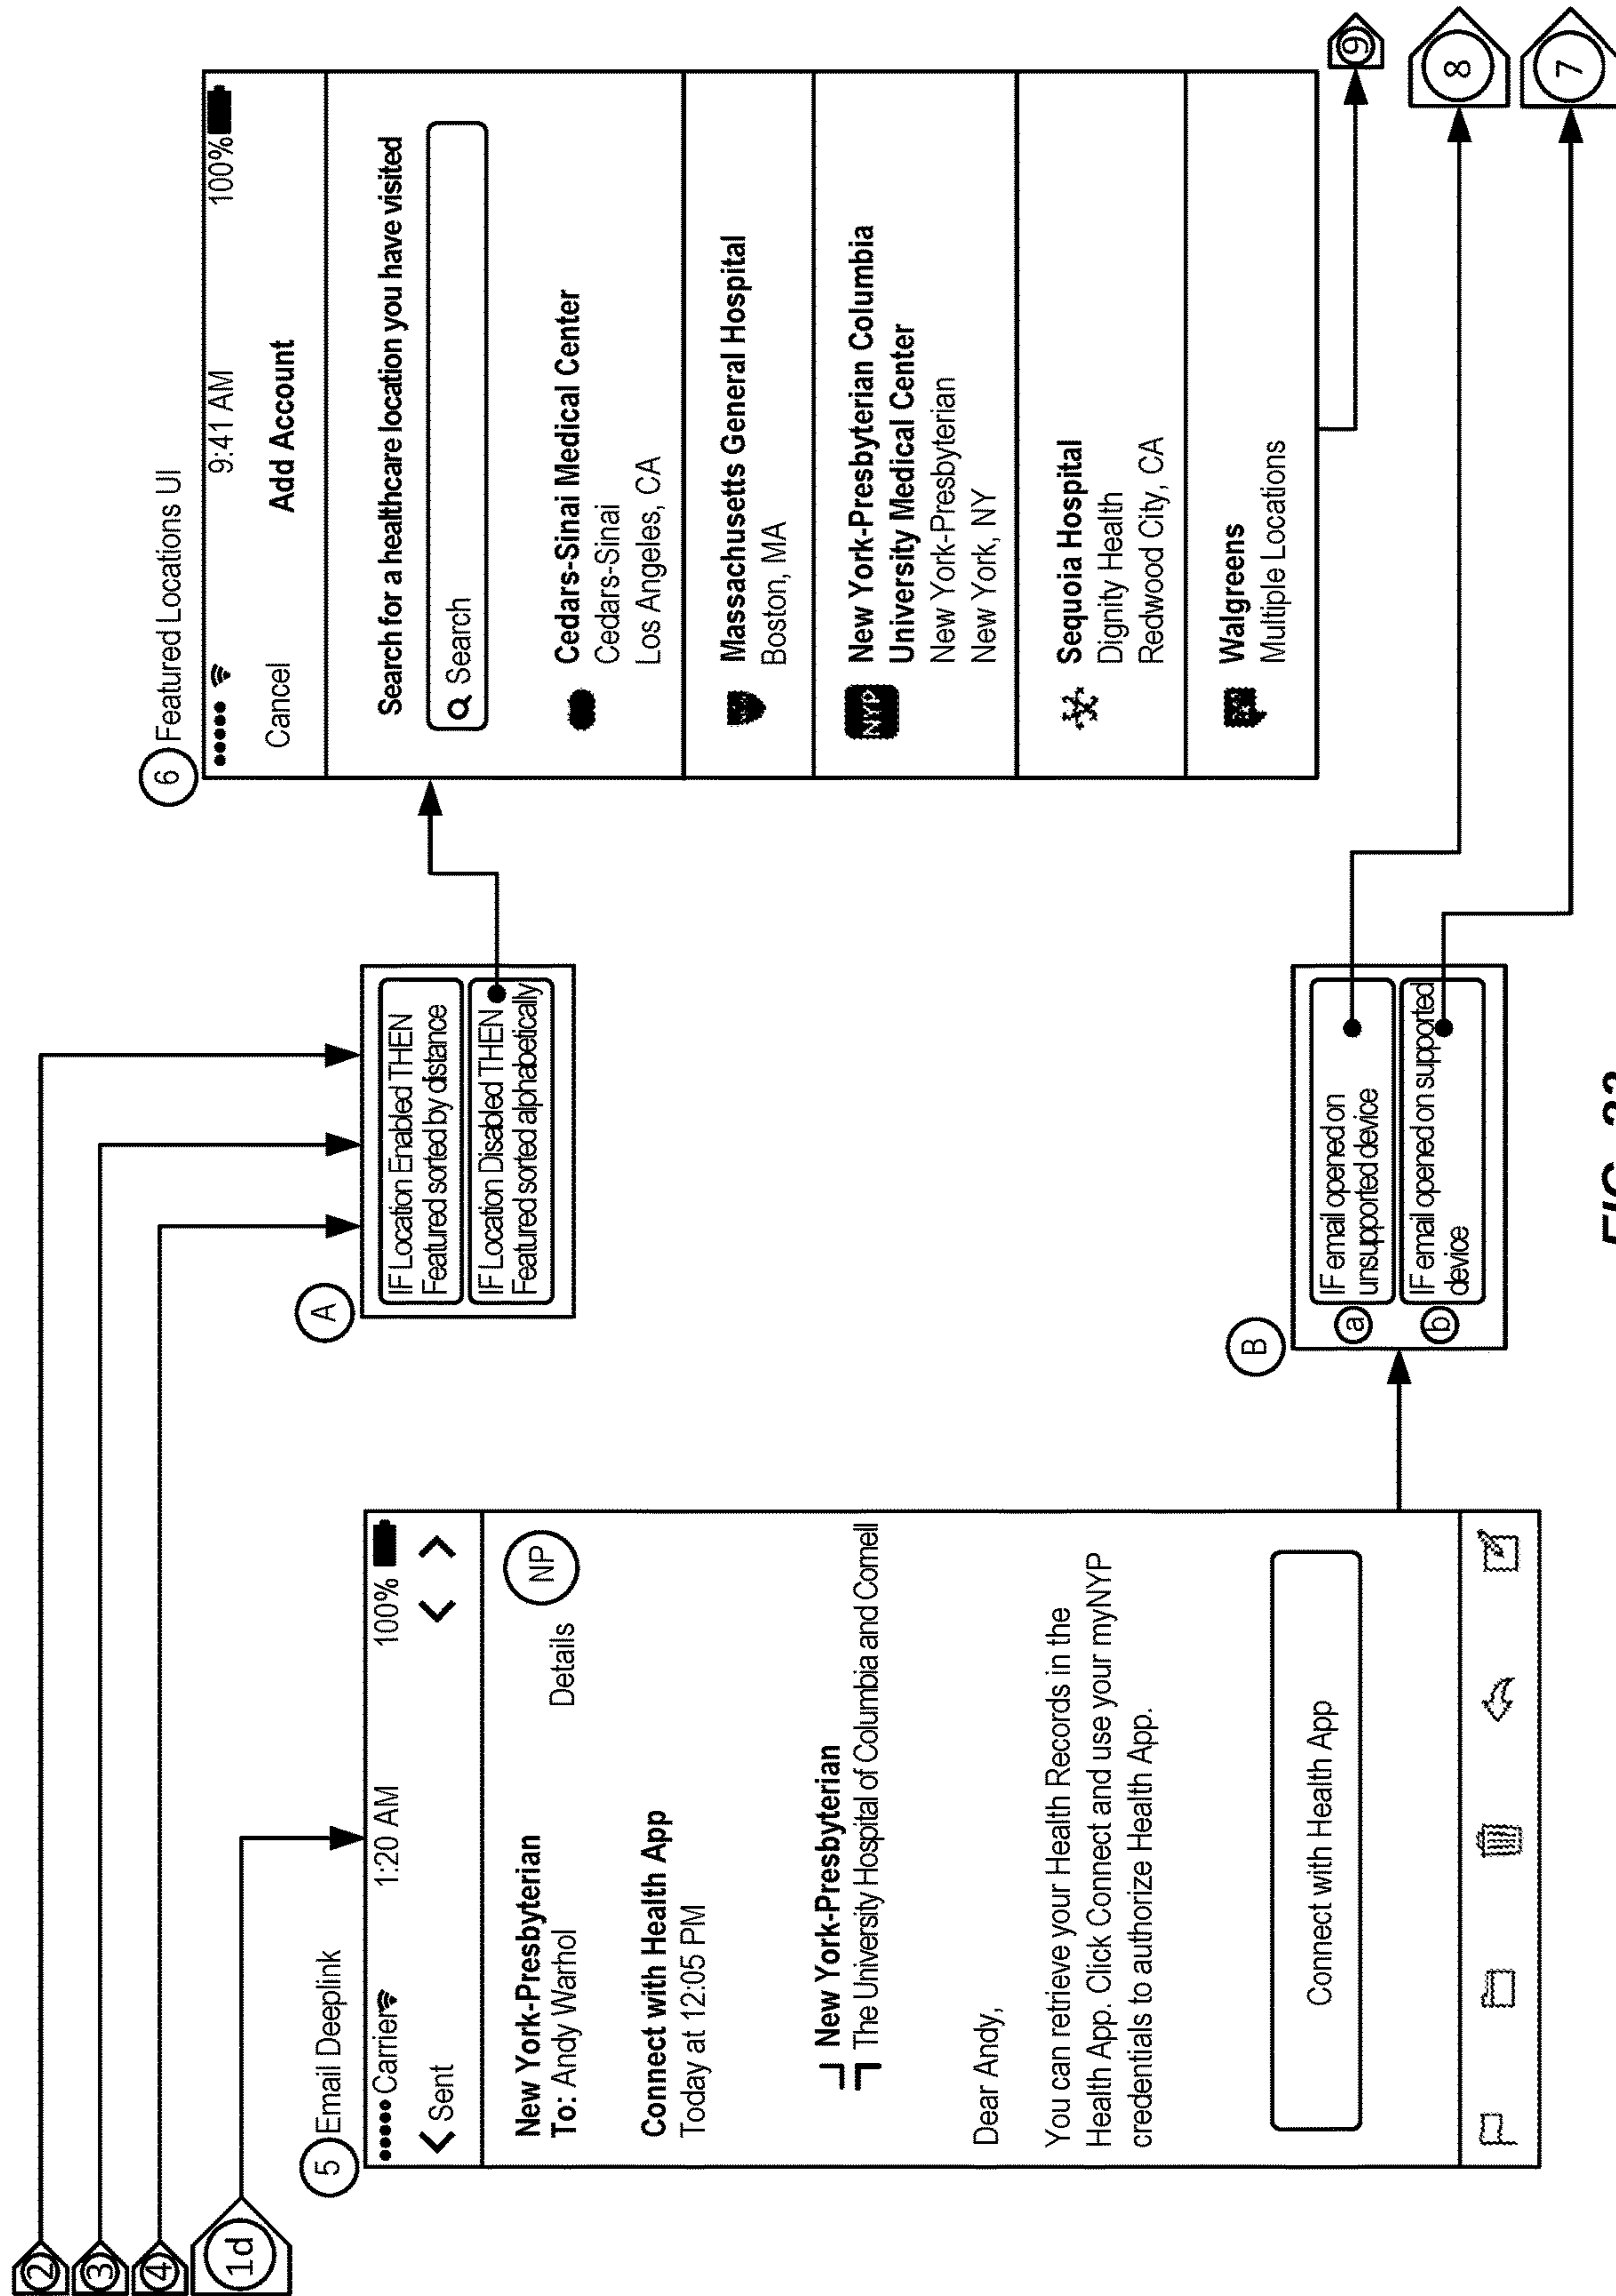 2
3
4
1d
5 Email Deeplink
Carrier 1:20 AM 100%
Sent
New York-Presbyterian
To: Andy Warhol Details NP
Connect with Health App
Today at 12:05 PM
New York-Presbyterian
The University Hospital of Columbia and Cornell
Dear Andy,
You can retrieve your Health Records in the
Health App. Click Connect and use your myNYP
credentials to authorize Health App.
Connect with Health App
A
IF Location Enabled THEN
Featured sorted by distance
IF Location Disabled THEN
Featured sorted alphabetically
B
a IF email opened on
unsupported device
b IF email opened on supported
device
6 Featured Locations UI
9:41 AM 100%
Cancel Add Account
Search for a healthcare location you have visited
Search
Cedars-Sinai Medical Center
Cedars-Sinai
Los Angeles, CA
Massachusetts General Hospital
Boston, MA
NYP New York-Presbyterian Columbia
University Medical Center
New York-Presbyterian
New York, NY
Sequoia Hospital
Dignity Health
Redwood City, CA
Walgreens
Multiple Locations
9
8
7